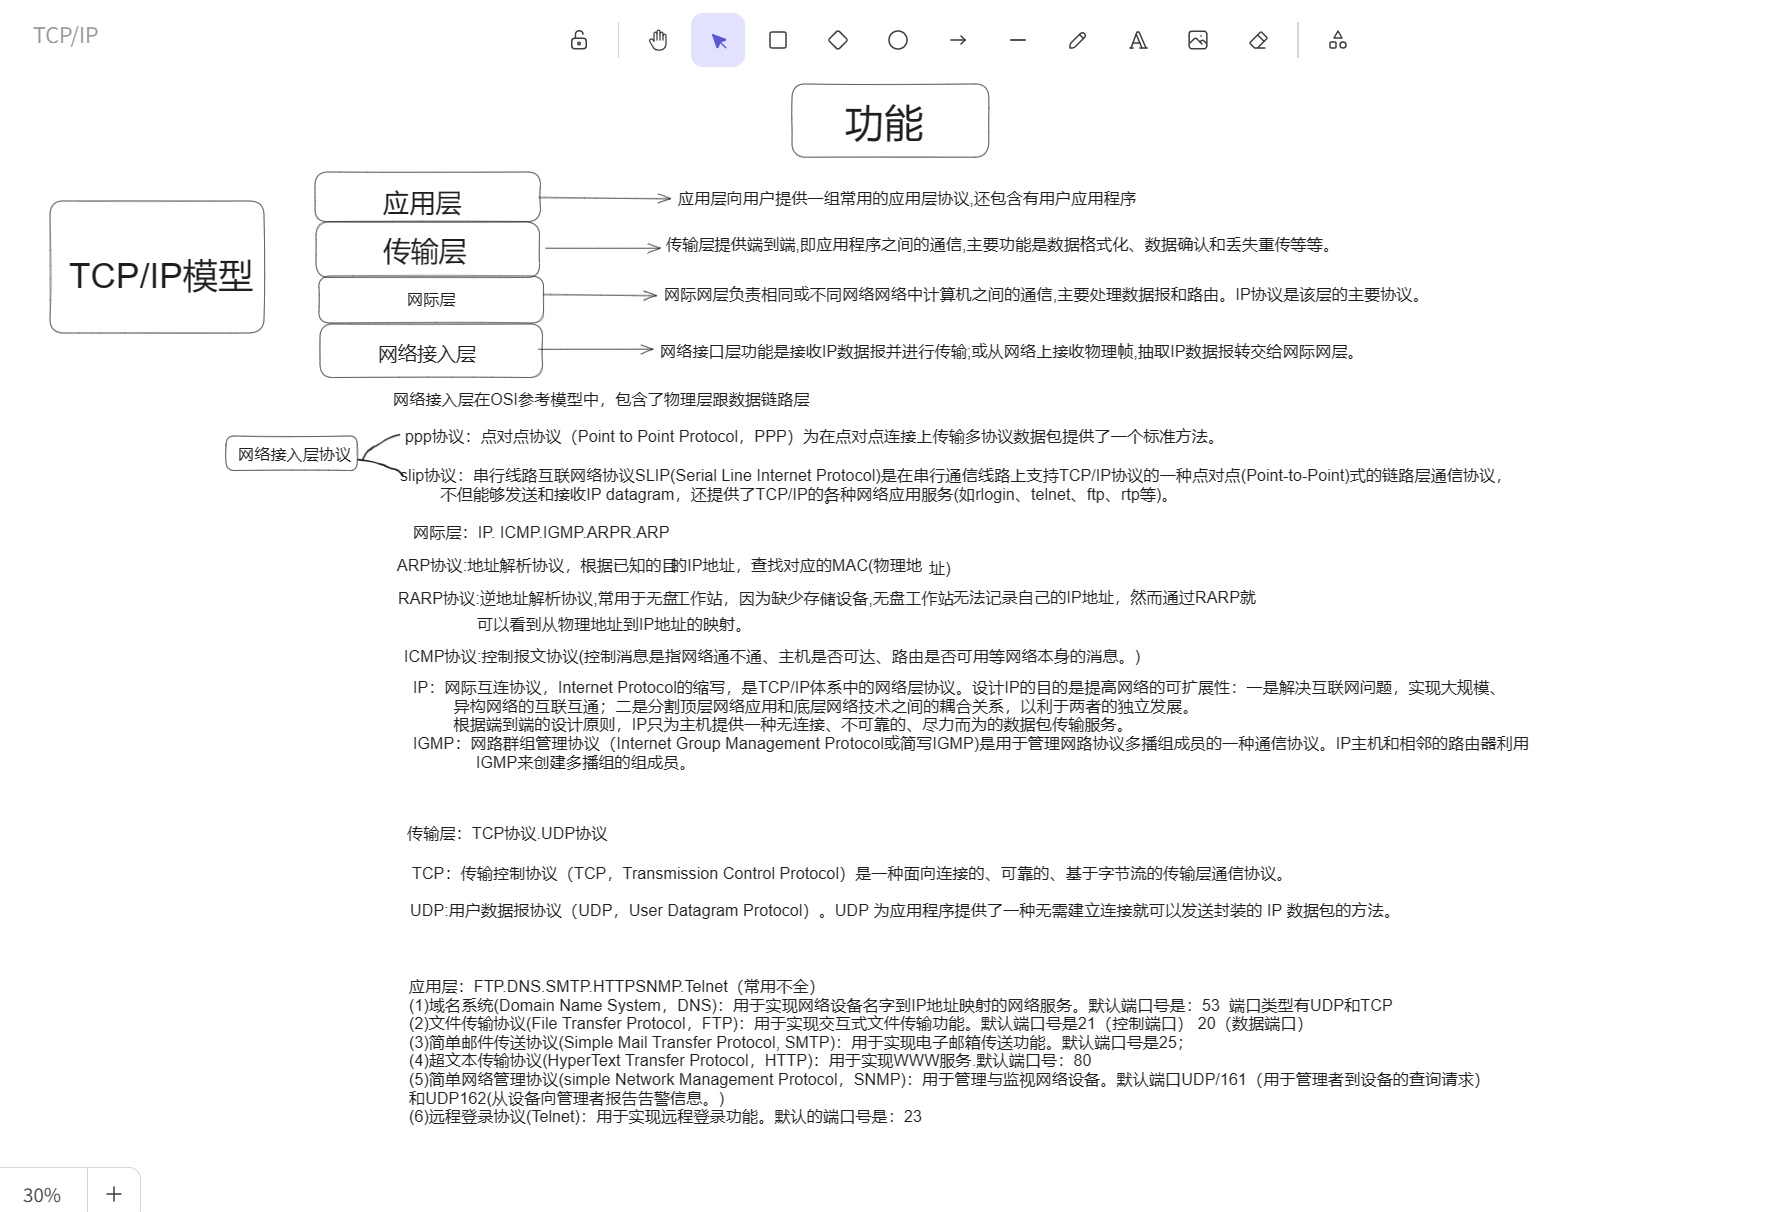 TCP/IP
功能
TCP/IP模型
应用层
应用层向用户提供一组常用的应用层协议,还包含有用户应用程序
传输层
传输层提供端到端,即应用程序之间的通信,主要功能是数据格式化、数据确认和丢失重传等等。
网际层
网际网层负责相同或不同网络网络中计算机之间的通信,主要处理数据报和路由。IP协议是该层的主要协议。
网络接入层
网络接口层功能是接收IP数据报并进行传输;或从网络上接收物理帧,抽取IP数据报转交给网际网层。
网络接入层在OSI参考模型中，包含了物理层跟数据链路层
网络接入层协议
ppp协议：点对点协议（Point to Point Protocol，PPP）为在点对点连接上传输多协议数据包提供了一个标准方法。
slip协议：串行线路互联网络协议SLIP(Serial Line Internet Protocol)是在串行通信线路上支持TCP/IP协议的一种点对点(Point-to-Point)式的链路层通信协议，
不但能够发送和接收IP datagram，还提供了TCP/IP的各种网络应用服务(如rlogin、telnet、ftp、rtp等)。
网际层：IP. ICMP.IGMP.ARPR.ARP
ARP协议:地址解析协议，根据已知的目的IP地址，查找对应的MAC(物理地 址)
RARP协议:逆地址解析协议,常用于无盘工作站，因为缺少存储设备,无盘工作站无法记录自己的IP地址，然而通过RARP就
可以看到从物理地址到IP地址的映射。
ICMP协议:控制报文协议(控制消息是指网络通不通、主机是否可达、路由是否可用等网络本身的消息。)
IP：网际互连协议，Internet Protocol的缩写，是TCP/IP体系中的网络层协议。设计IP的目的是提高网络的可扩展性：一是解决互联网问题，实现大规模、
异构网络的互联互通；二是分割顶层网络应用和底层网络技术之间的耦合关系，以利于两者的独立发展。
根据端到端的设计原则，IP只为主机提供一种无连接、不可靠的、尽力而为的数据包传输服务。
IGMP：网路群组管理协议（Internet Group Management Protocol或简写IGMP)是用于管理网路协议多播组成员的一种通信协议。IP主机和相邻的路由器利用
IGMP来创建多播组的组成员。
传输层：TCP协议.UDP协议
TCP：传输控制协议（TCP，Transmission Control Protocol）是一种面向连接的、可靠的、基于字节流的传输层通信协议。
UDP:用户数据报协议（UDP，User Datagram Protocol）。UDP 为应用程序提供了一种无需建立连接就可以发送封装的 IP 数据包的方法。
应用层：FTP.DNS.SMTP.HTTPSNMP.Telnet（常用不全）
(1)域名系统(Domain Name System，DNS)：用于实现网络设备名字到IP地址映射的网络服务。默认端口号是：53 端口类型有UDP和TCP
(2)文件传输协议(File Transfer Protocol，FTP)：用于实现交互式文件传输功能。默认端口号是21（控制端口） 20（数据端口）
(3)简单邮件传送协议(Simple Mail Transfer Protocol, SMTP)：用于实现电子邮箱传送功能。默认端口号是25；
(4)超文本传输协议(HyperText Transfer Protocol，HTTP)：用于实现WWW服务.默认端口号：80
(5)简单网络管理协议(simple Network Management Protocol，SNMP)：用于管理与监视网络设备。默认端口UDP/161（用于管理者到设备的查询请求）
和UDP162(从设备向管理者报告告警信息。)
(6)远程登录协议(Telnet)：用于实现远程登录功能。默认的端口号是：23
30%